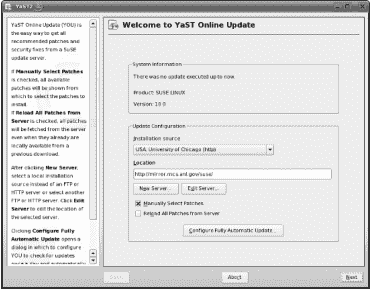 YaST2
YaST Online Update (YOU) is
the easy way to get all
recommended patches and
security fixes from a SuSE
update server.
If Manually Select Patches
is checked, all available
patches will be shown from
which to select the patches to
install.
If Reload All Patches from
Server is checked, all patches
will be fetched from the server
even when they already are
locally available from a
previous download.
After clicking New Server,
select a local installation
source instead of an FTP or
HTTP server or select another
FTP or HTTP server. Click Edit
Server to edit the location of
the selected server.
Clicking Configure Fully
Automatic Update opens a
dialog in which to configure
YOU to check for updates
Welcome to YaST Online Update
System Information
There was no update executed up to now.
Product: SUSE LINUX
Version: 10.0
Update Configuration
Installation source
USA, University of Chicago (http)
Location
http://mirror.mcs.anl.gov/suse/
New Server...
Edit Server...
Manually Select Patches
Reload All Patches from Server
Configure Fully Automatic Update...
Back
Abort
Next